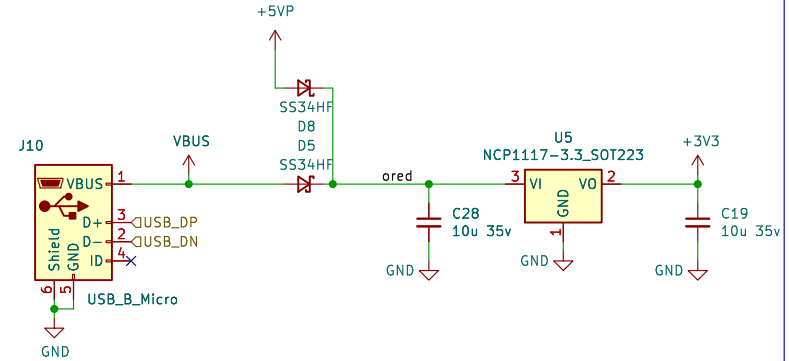 +5VP
SS34HF
D8
D5
SS34HF
J10
VBUS
VBUS
1
D+
3
USB_DP
D-
2
USB_DN
ID
4
Shield
GND
6
5
USB_B_Micro
GND
ored
C28
10u 35v
GND
U5
NCP1117-3.3_SOT223
3
VI
VO
2
GND
1
GND
+3V3
C19
10u 35v
GND